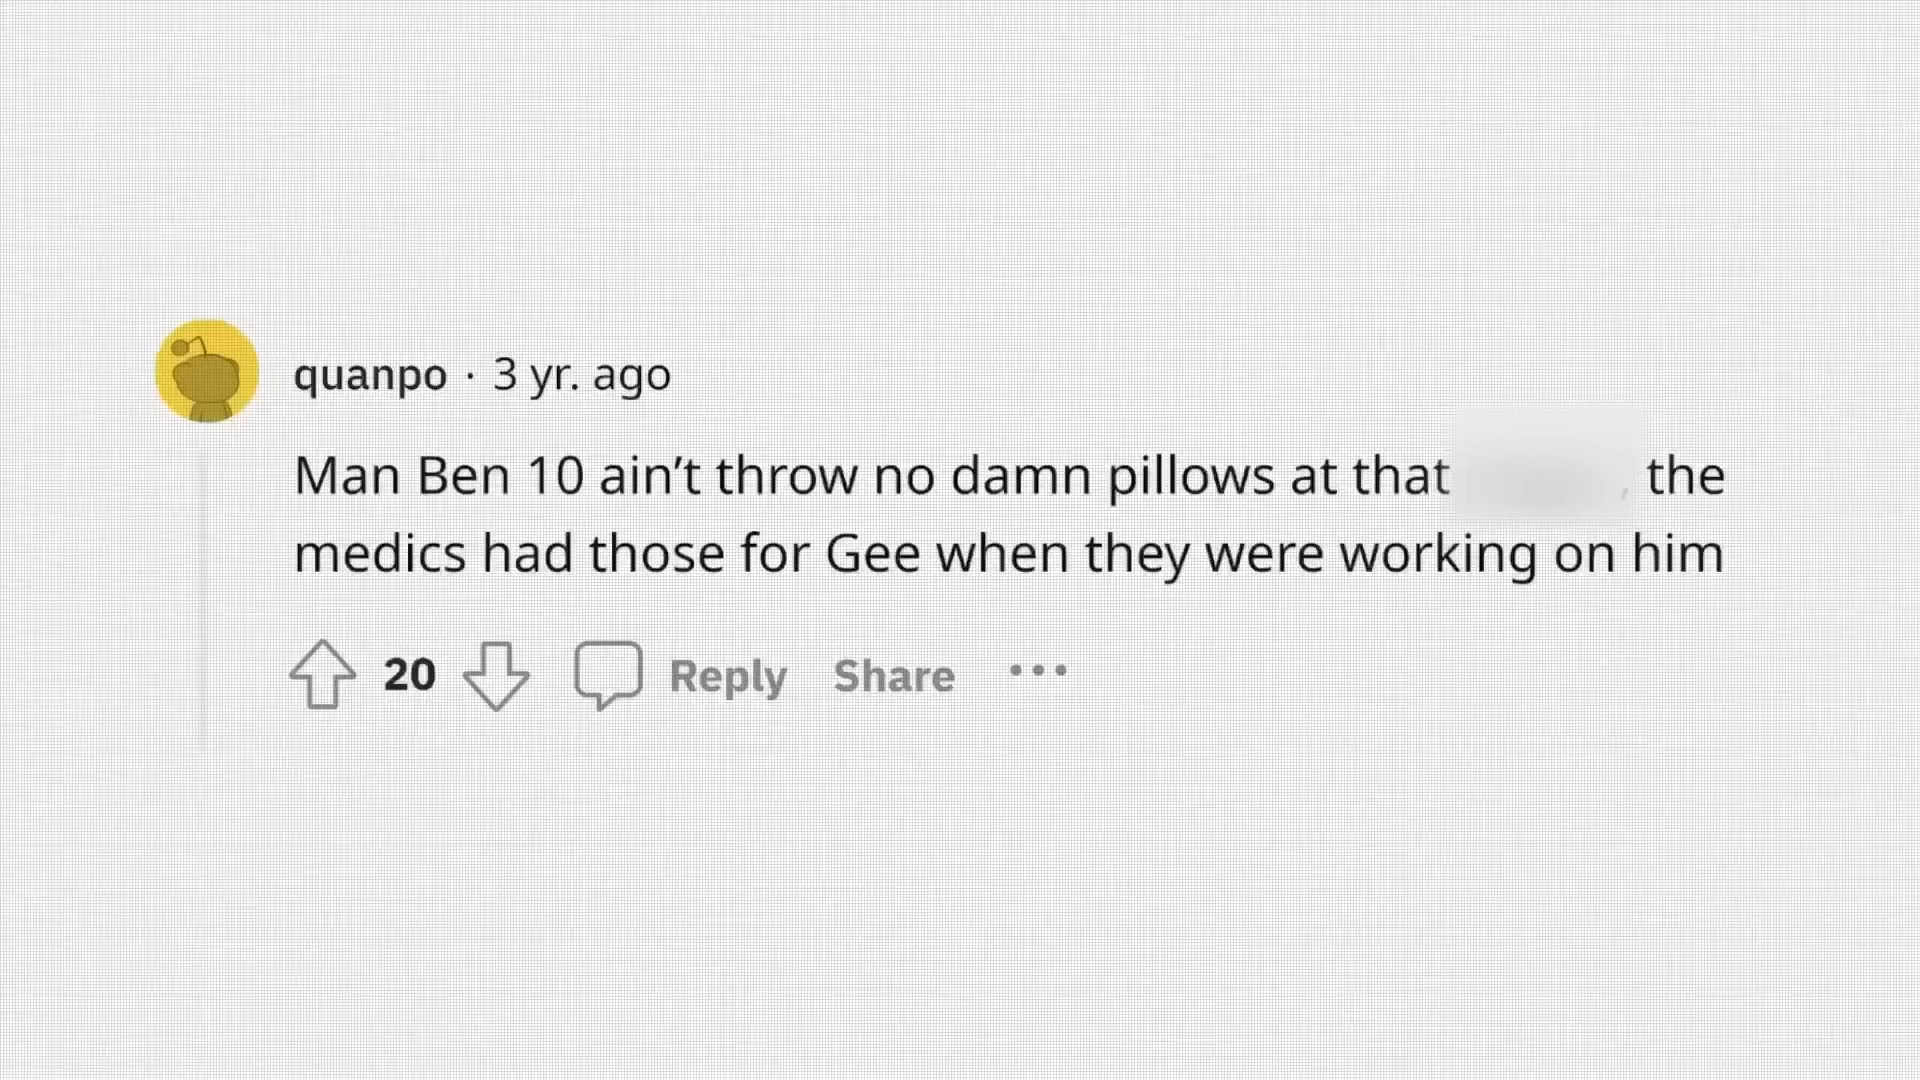 quanpo · 3 yr. ago
Man Ben 10 ain’t throw no damn pillows at that , the
medics had those for Gee when they were working on him
20 Reply Share